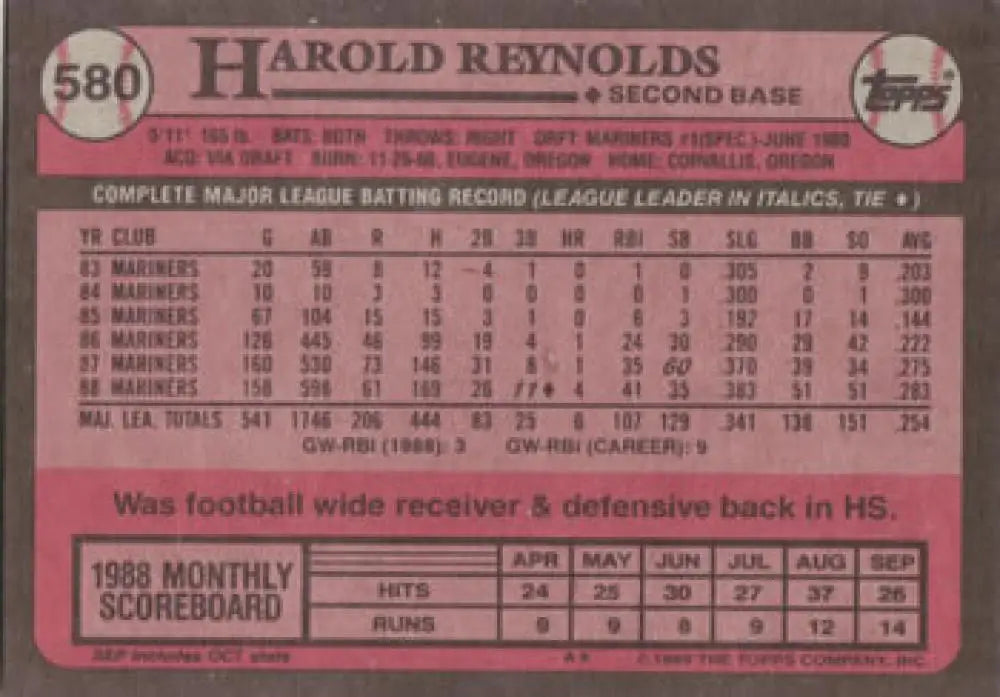 580
HAROLD REYNOLDS
◆ SECOND BASE
TOPPS®
5'11" 165 lb. BATS: BOTH THROWS: RIGHT DRFT: MARINERS #1(SPEC.)-JUNE 1980
ACQ: VIA DRAFT BORN: 11-26-60, EUGENE, OREGON HOME: CORVALLIS, OREGON
COMPLETE MAJOR LEAGUE BATTING RECORD (LEAGUE LEADER IN ITALICS, TIE ◆)
YR CLUB G AB R H 2B 3B HR RBI SB SLG BB SO AVG
83 MARINERS 20 59 8 12 4 1 0 1 0 .305 2 9 .203
84 MARINERS 10 10 3 3 0 0 0 0 1 .300 0 1 .300
85 MARINERS 67 104 15 15 3 1 0 6 3 .192 17 14 .144
86 MARINERS 126 445 46 99 19 4 1 24 30 .290 29 42 .222
87 MARINERS 160 530 73 146 31 8 1 35 60 .370 39 34 .275
88 MARINERS 158 598 61 169 26 11◆ 4 41 35 .383 51 51 .283
MAJ. LEA. TOTALS 541 1746 206 444 83 25 6 107 129 .341 138 151 .254
GW-RBI (1988): 3 GW-RBI (CAREER): 9
Was football wide receiver & defensive back in HS.
1988 MONTHLY SCOREBOARD
APR MAY JUN JUL AUG SEP
HITS 24 25 30 27 37 26
RUNS 9 9 8 9 12 14
SEP includes OCT stats
© 1989 THE TOPPS COMPANY, INC.